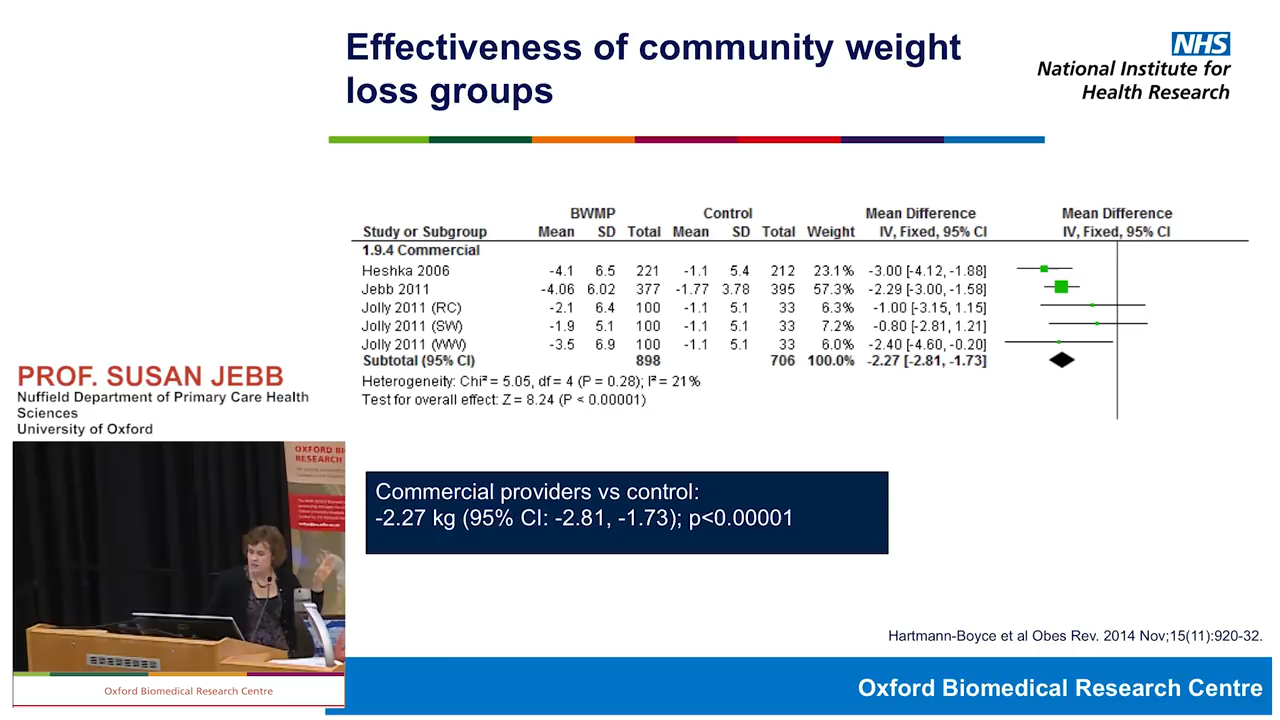 Effectiveness of community weight
loss groups
NHS
National Institute for
Health Research
BWMP Control Mean Difference Mean Difference
Study or Subgroup Mean SD Total Mean SD Total Weight IV, Fixed, 95% CI IV, Fixed, 95% CI
1.9.4 Commercial
Heshka 2006 -4.1 6.5 221 -1.1 5.4 212 23.1% -3.00 [-4.12, -1.88]
Jebb 2011 -4.06 6.02 377 -1.77 3.78 395 57.3% -2.29 [-3.00, -1.58]
Jolly 2011 (RC) -2.1 6.4 100 -1.1 5.1 33 6.3% -1.00 [-3.15, 1.15]
Jolly 2011 (SW) -1.9 5.1 100 -1.1 5.1 33 7.2% -0.80 [-2.81, 1.21]
Jolly 2011 (WW) -3.5 6.9 100 -1.1 5.1 33 6.0% -2.40 [-4.60, -0.20]
Subtotal (95% CI) 898 706 100.0% -2.27 [-2.81, -1.73]
Heterogeneity: Chi² = 5.05, df = 4 (P = 0.28); I² = 21%
Test for overall effect: Z = 8.24 (P < 0.00001)
PROF. SUSAN JEBB
Nuffield Department of Primary Care Health
Sciences
University of Oxford
OXFORD BI
RESEARCH
Commercial providers vs control:
-2.27 kg (95% CI: -2.81, -1.73); p<0.00001
Hartmann-Boyce et al Obes Rev. 2014 Nov;15(11):920-32.
Oxford Biomedical Research Centre
Oxford Biomedical Research Centre